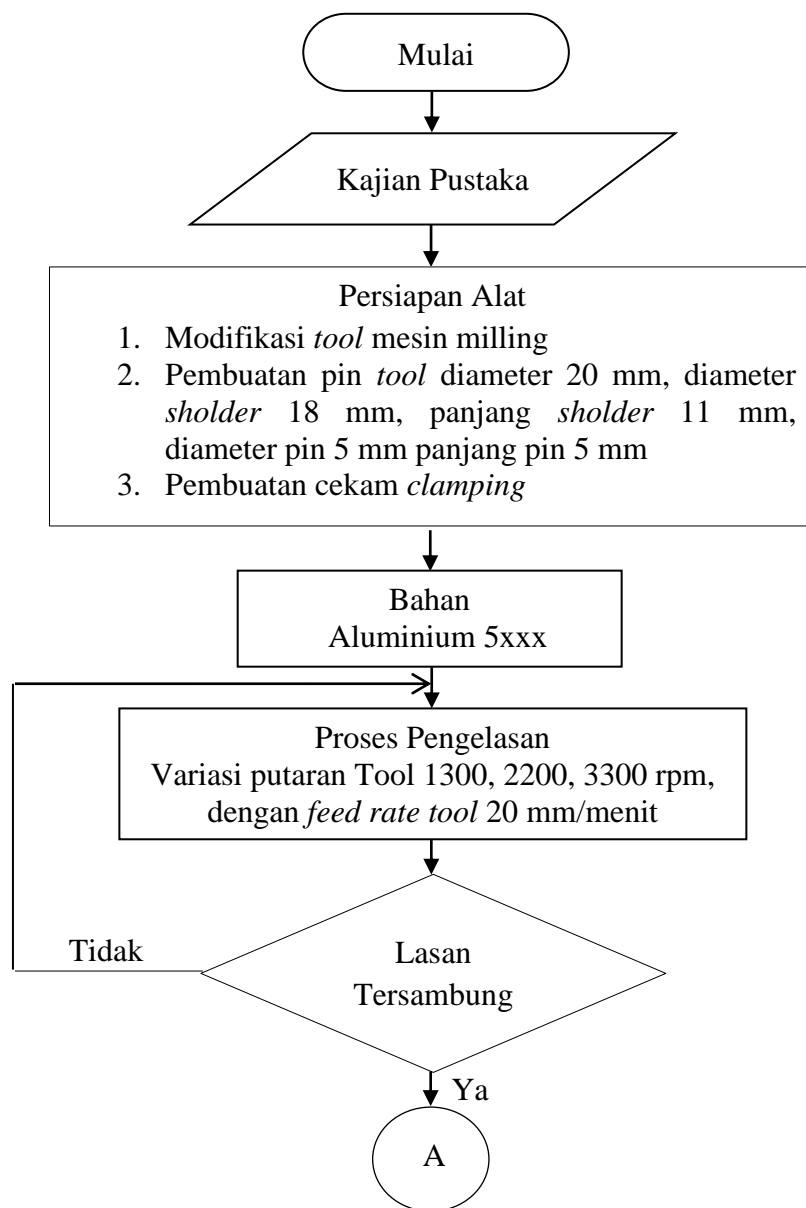 Mulai
Kajian Pustaka
Persiapan Alat
1. Modifikasi tool mesin milling
2. Pembuatan pin tool diameter 20 mm, diameter
sholder 18 mm, panjang sholder 11 mm,
diameter pin 5 mm panjang pin 5 mm
3. Pembuatan cekam clamping
Bahan
Aluminium 5xxx
Proses Pengelasan
Variasi putaran Tool 1300, 2200, 3300 rpm,
dengan feed rate tool 20 mm/menit
Tidak
Lasan
Tersambung
Ya
A